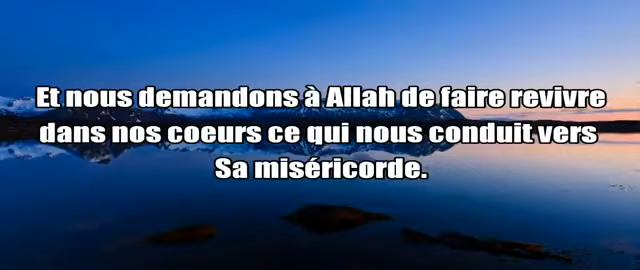 Et nous demandons à Allah de faire revivre
dans nos coeurs ce qui nous conduit vers
Sa miséricorde.